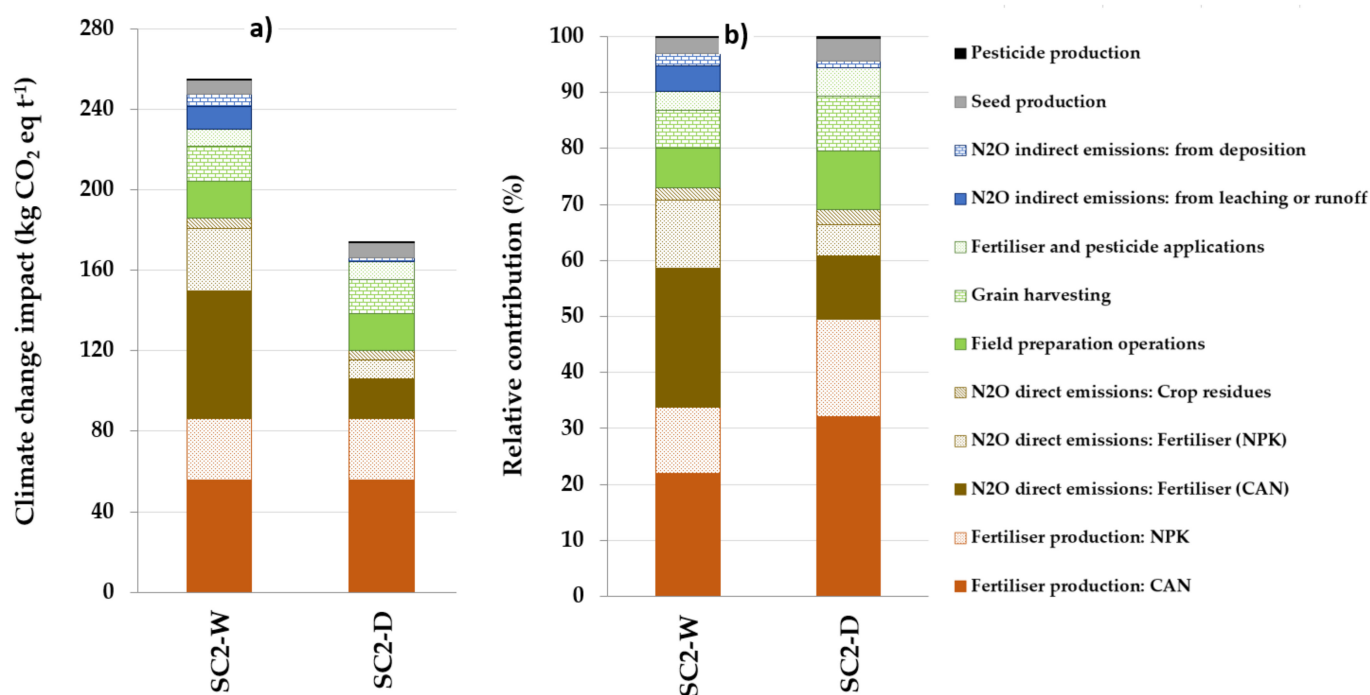 a)
Climate change impact (kg CO₂ eq t⁻¹)
280
240
200
160
120
80
40
0
SC2-W
SC2-D
b)
Relative contribution (%)
100
90
80
70
60
50
40
30
20
10
0
SC2-W
SC2-D
Pesticide production
Seed production
N2O indirect emissions: from deposition
N2O indirect emissions: from leaching or runoff
Fertiliser and pesticide applications
Grain harvesting
Field preparation operations
N2O direct emissions: Crop residues
N2O direct emissions: Fertiliser (NPK)
N2O direct emissions: Fertiliser (CAN)
Fertiliser production: NPK
Fertiliser production: CAN